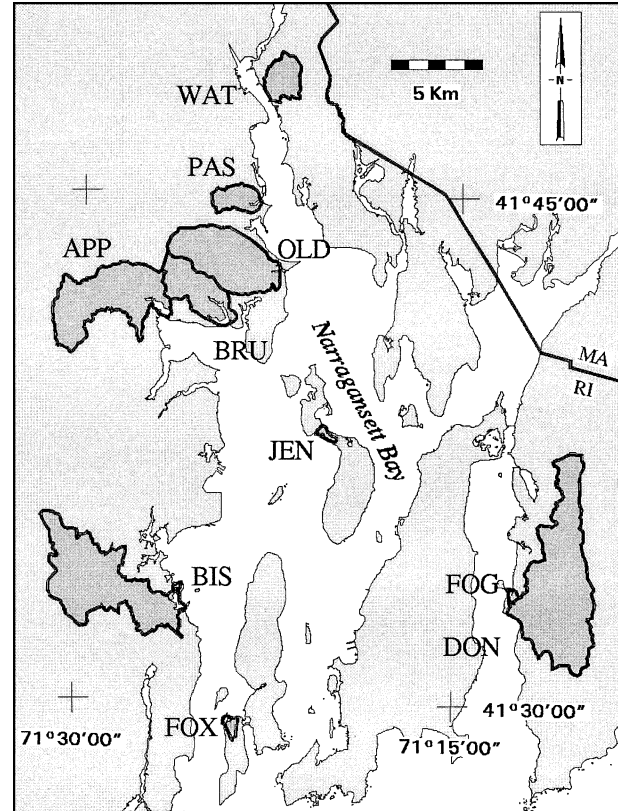 -N-
5 Km
WAT
PAS
41°45'00"
APP
OLD
BRU
Narragansett Bay
MA
RI
JEN
BIS
FOG
DON
FOX
41°30'00"
71°30'00"
71°15'00"